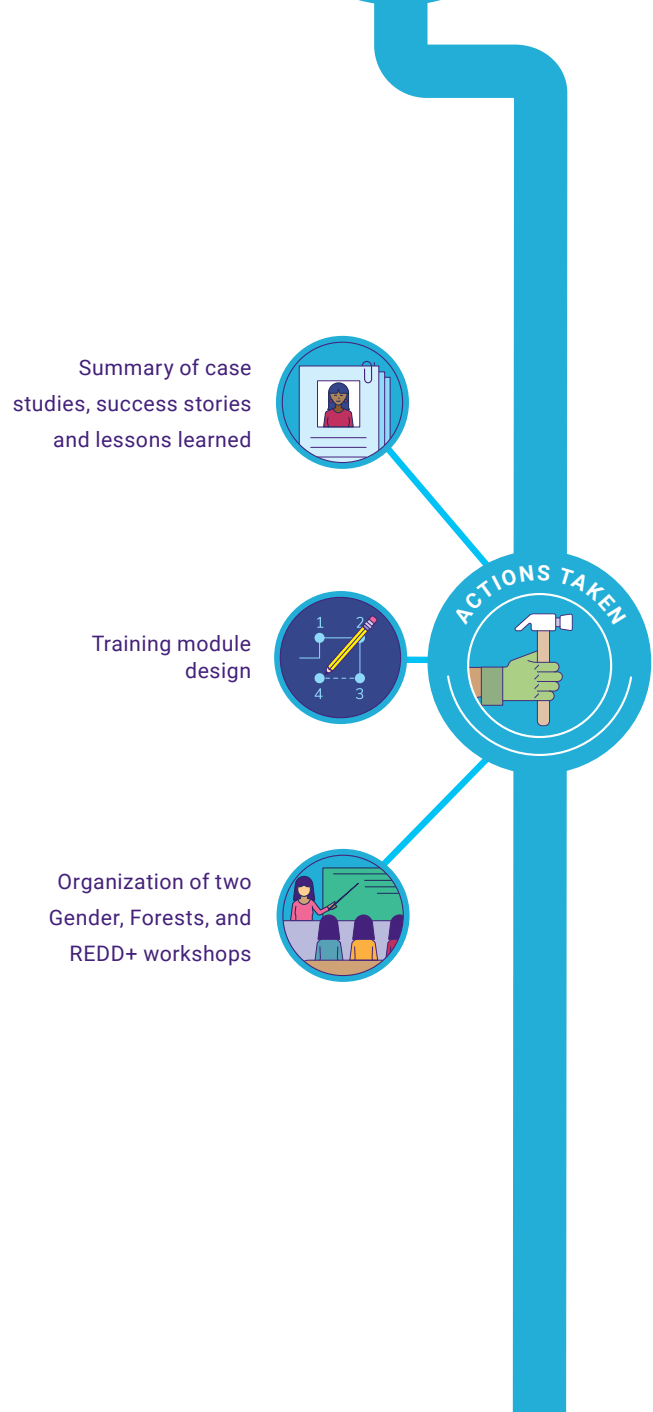 Summary of case
studies, success stories
and lessons learned
ACTIONS TAKEN
Training module
design
1 2
4 3
Organization of two
Gender, Forests, and
REDD+ workshops